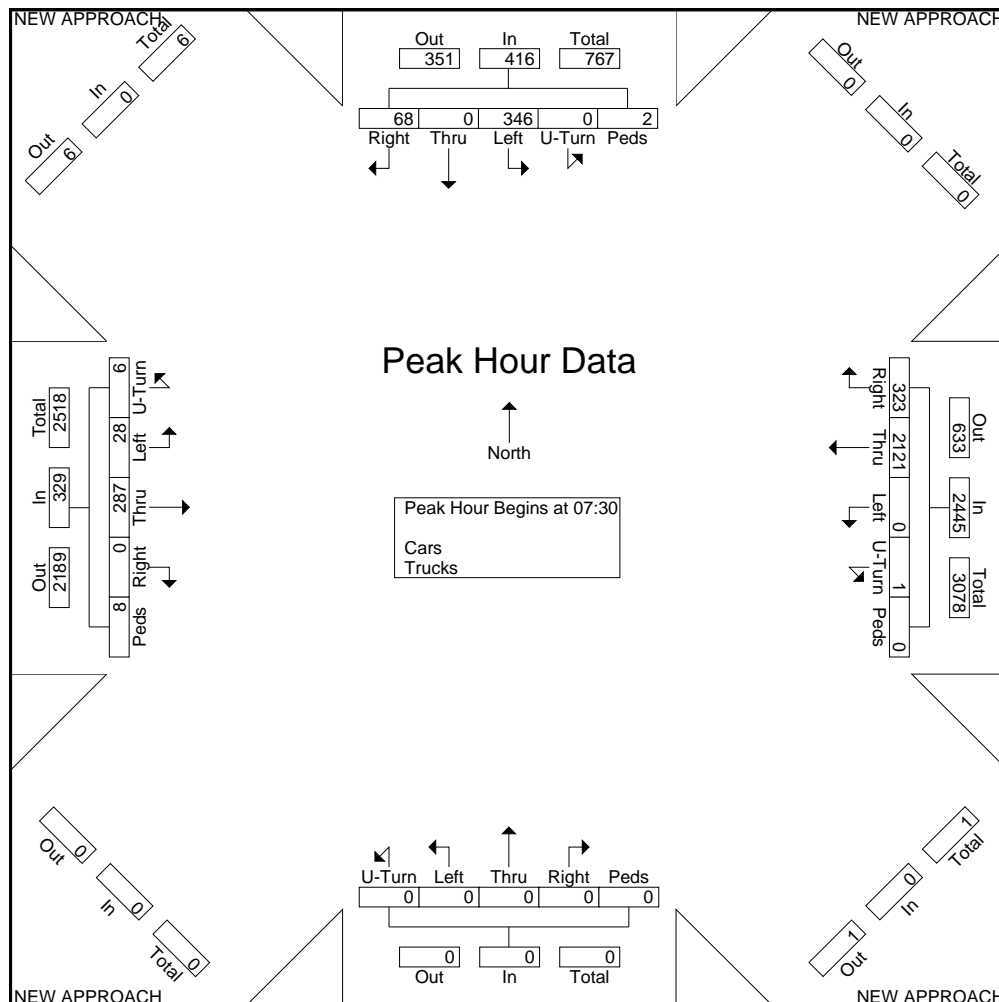 NEW APPROACH
NEW APPROACH
Total
6
In
0
Out
6
Out In Total
351 416 767
68 0 346 0 2
Right Thru Left U-Turn Peds
Out
0
In
0
Total
0
Total
2518
In
329
Out
2189
6 28 287 0 8
U-Turn Left Thru Right Peds
Peak Hour Data
North
Peak Hour Begins at 07:30
Cars
Trucks
Right Thru Left U-Turn Peds
323 2121 0 1 0
Out
633
In
2445
Total
3078
0
Out
0
In
0
Total
U-Turn Left Thru Right Peds
0 0 0 0 0
0 0 0
Out In Total
1
Total
0
In
1
Out
NEW APPROACH
NEW APPROACH